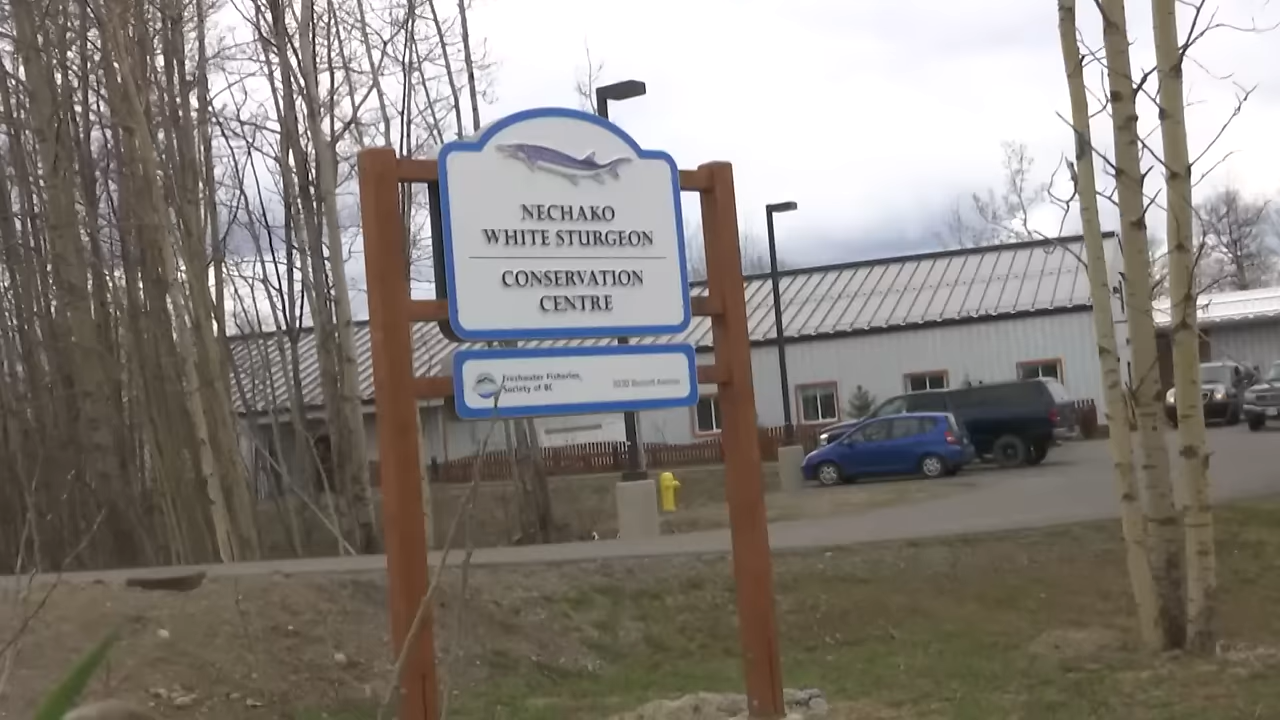 NECHAKO
WHITE STURGEON
CONSERVATION
CENTRE
Freshwater Fisheries
Society of BC